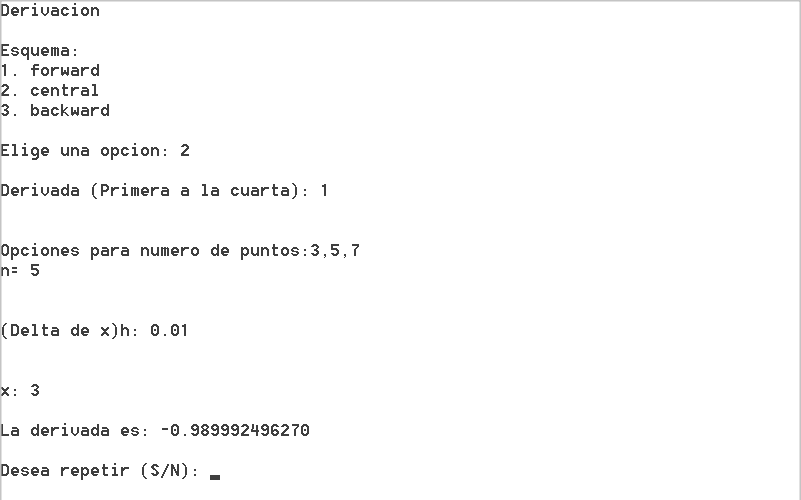 Derivacion
Esquema:
1. forward
2. central
3. backward
Elige una opcion: 2
Derivada (Primera a la cuarta): 1
Opciones para numero de puntos:3,5,7
n= 5
(Delta de x)h: 0.01
x: 3
La derivada es: -0.989992496270
Desea repetir (S/N): _